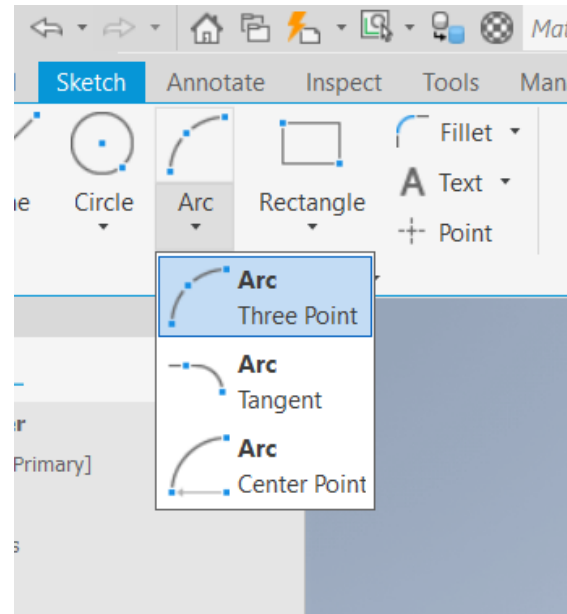 Mat
Sketch Annotate Inspect Tools Man
Circle Arc Rectangle
Fillet
Text
Point
Arc
Three Point
Arc
Tangent
Arc
Center Point
Primary]